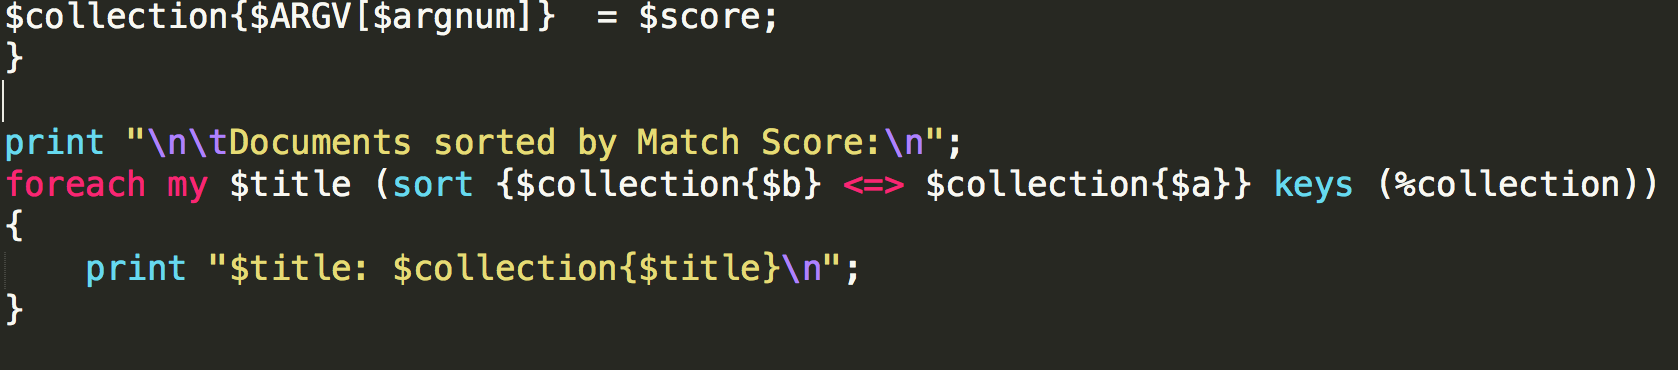 $collection{$ARGV[$argnum]}  = $score;
}
print "\n\tDocuments sorted by Match Score:\n";
foreach my $title (sort {$collection{$b} <=> $collection{$a}} keys (%collection))
{
    print "$title: $collection{$title}\n";
}